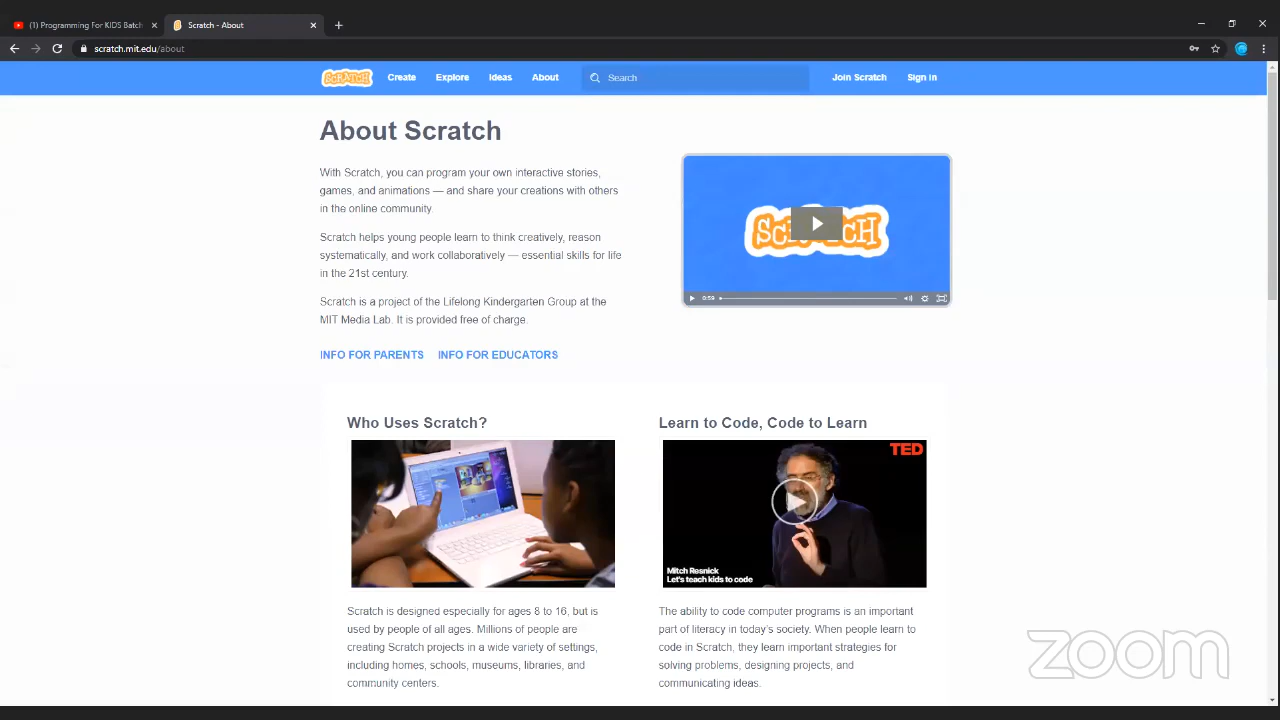 (1) Programming For KIDS Batch
Scratch - About
scratch.mit.edu/about
SCRATCH
Create
Explore
Ideas
About
Search
Join Scratch
Sign in
About Scratch
With Scratch, you can program your own interactive stories,
games, and animations — and share your creations with others
in the online community.
Scratch helps young people learn to think creatively, reason
systematically, and work collaboratively — essential skills for life
in the 21st century.
Scratch is a project of the Lifelong Kindergarten Group at the
MIT Media Lab. It is provided free of charge.
INFO FOR PARENTS INFO FOR EDUCATORS
SCRATCH
0:59
Who Uses Scratch?
Scratch is designed especially for ages 8 to 16, but is
used by people of all ages. Millions of people are
creating Scratch projects in a wide variety of settings,
including homes, schools, museums, libraries, and
community centers.
Learn to Code, Code to Learn
TED
Mitch Resnick
Let's teach kids to code
The ability to code computer programs is an important
part of literacy in today's society. When people learn to
code in Scratch, they learn important strategies for
solving problems, designing projects, and
communicating ideas.
zoom